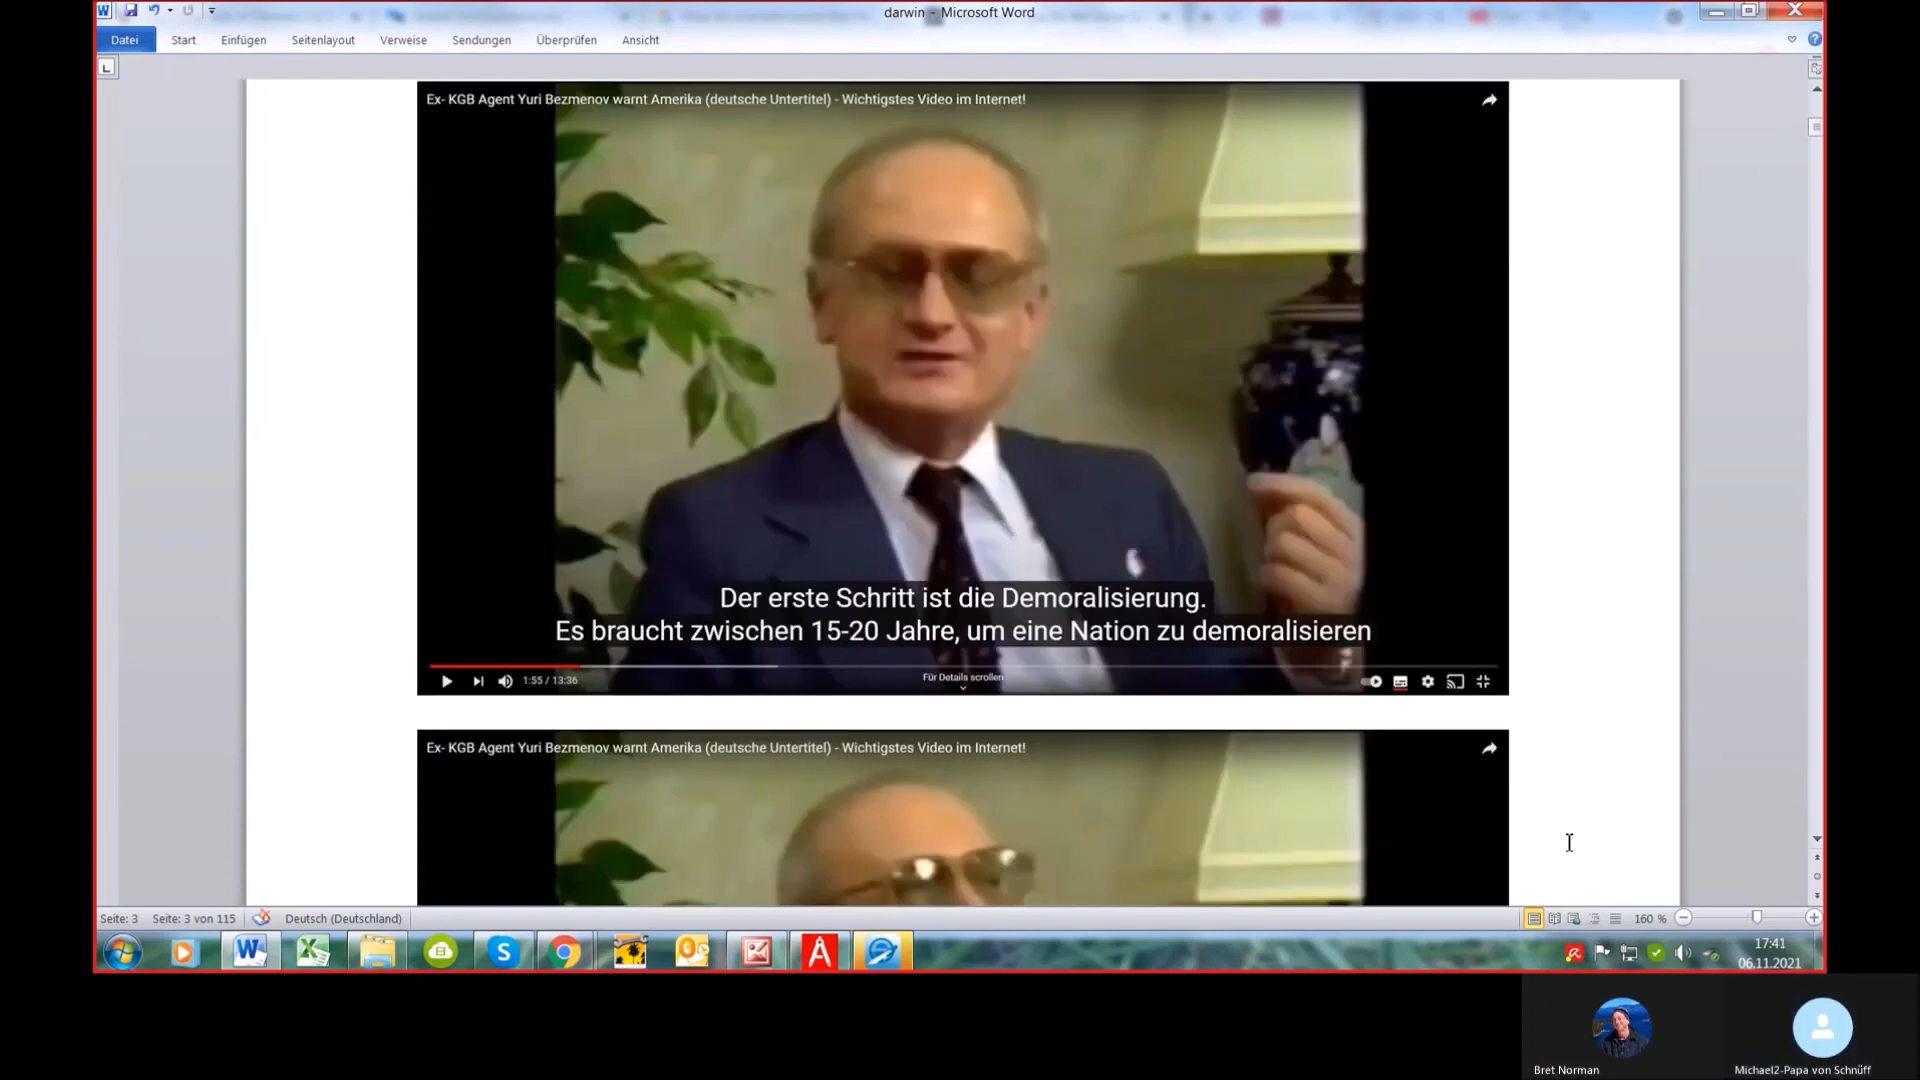 darwin - Microsoft Word
Datei Start Einfügen Seitenlayout Verweise Sendungen Überprüfen Ansicht
Ex- KGB Agent Yuri Bezmenov warnt Amerika (deutsche Untertitel) - Wichtigstes Video im Internet!
Der erste Schritt ist die Demoralisierung.
Es braucht zwischen 15-20 Jahre, um eine Nation zu demoralisieren
1:55 / 13:36
Für Details scrollen
Ex- KGB Agent Yuri Bezmenov warnt Amerika (deutsche Untertitel) - Wichtigstes Video im Internet!
Seite: 3 Seite: 3 von 115 Deutsch (Deutschland) 160 %
17:41
06.11.2021
Bret Norman Michael2-Papa von Schnüff